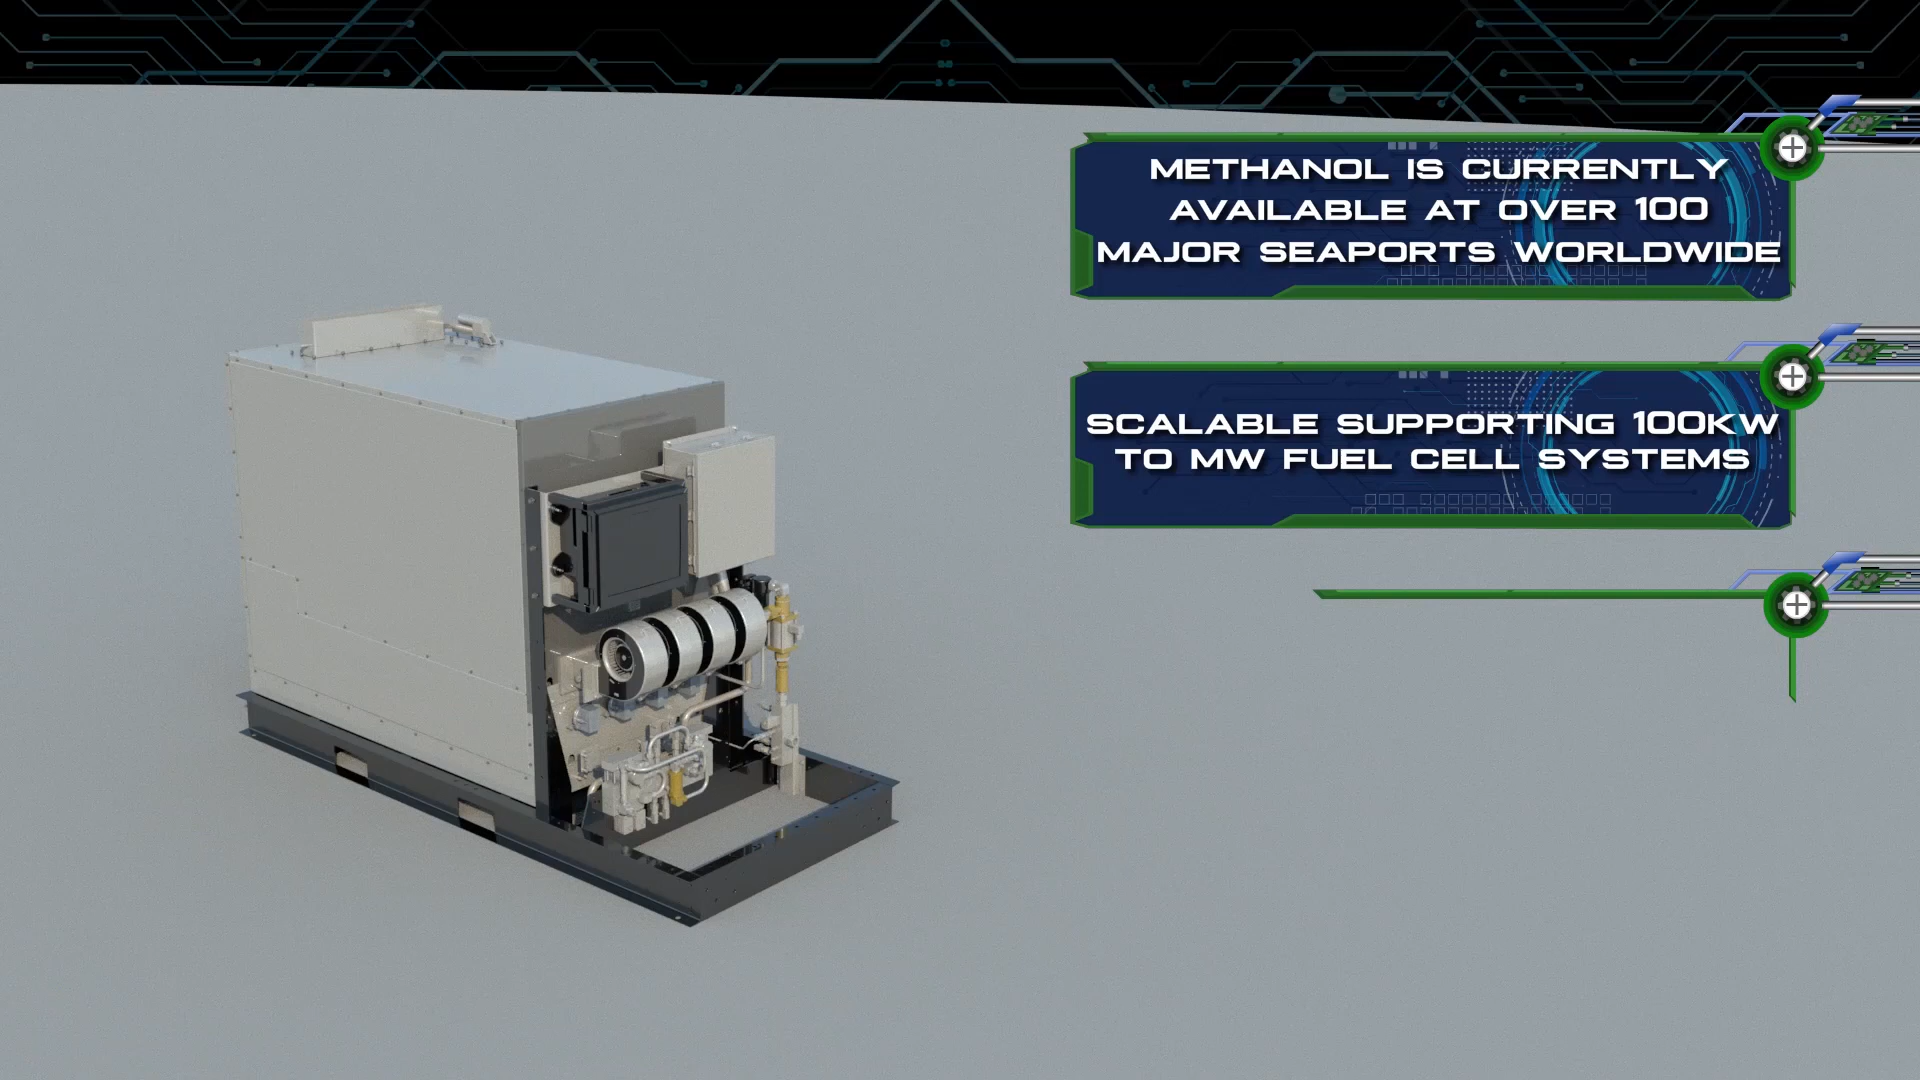 METHANOL IS CURRENTLY
AVAILABLE AT OVER 100
MAJOR SEAPORTS WORLDWIDE
SCALABLE SUPPORTING 100KW
TO MW FUEL CELL SYSTEMS